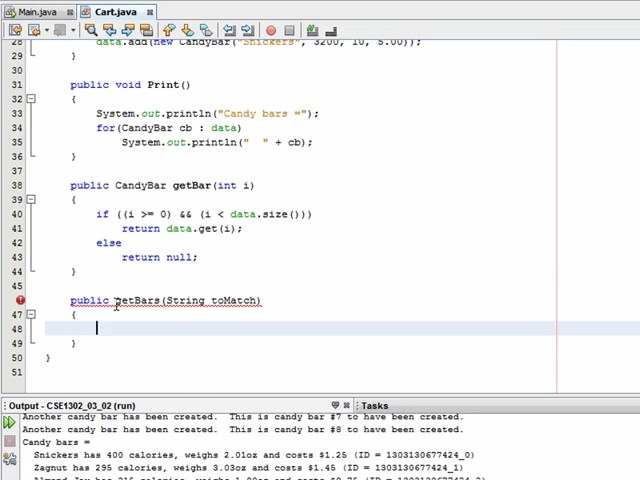 Main.java
Cart.java
28 data.add(new CandyBar("Snickers", 3200, 10, 5.00));
29 }
30
31 public void Print()
32 {
33 System.out.println("Candy bars =");
34 for(CandyBar cb : data)
35 System.out.println("  " + cb);
36 }
37
38 public CandyBar getBar(int i)
39 {
40 if ((i >= 0) && (i < data.size()))
41 return data.get(i);
42 else
43 return null;
44 }
45
public getBars(String toMatch)
47 {
48
49 }
50 }
51
Output - CSE1302_03_02 (run)
Tasks
Another candy bar has been created.  This is candy bar #7 to have been created.
Another candy bar has been created.  This is candy bar #8 to have been created.
Candy bars =
Snickers has 400 calories, weighs 2.01oz and costs $1.25 (ID = 1303130677424_0)
Zagnut has 295 calories, weighs 3.03oz and costs $1.45 (ID = 1303130677424_1)